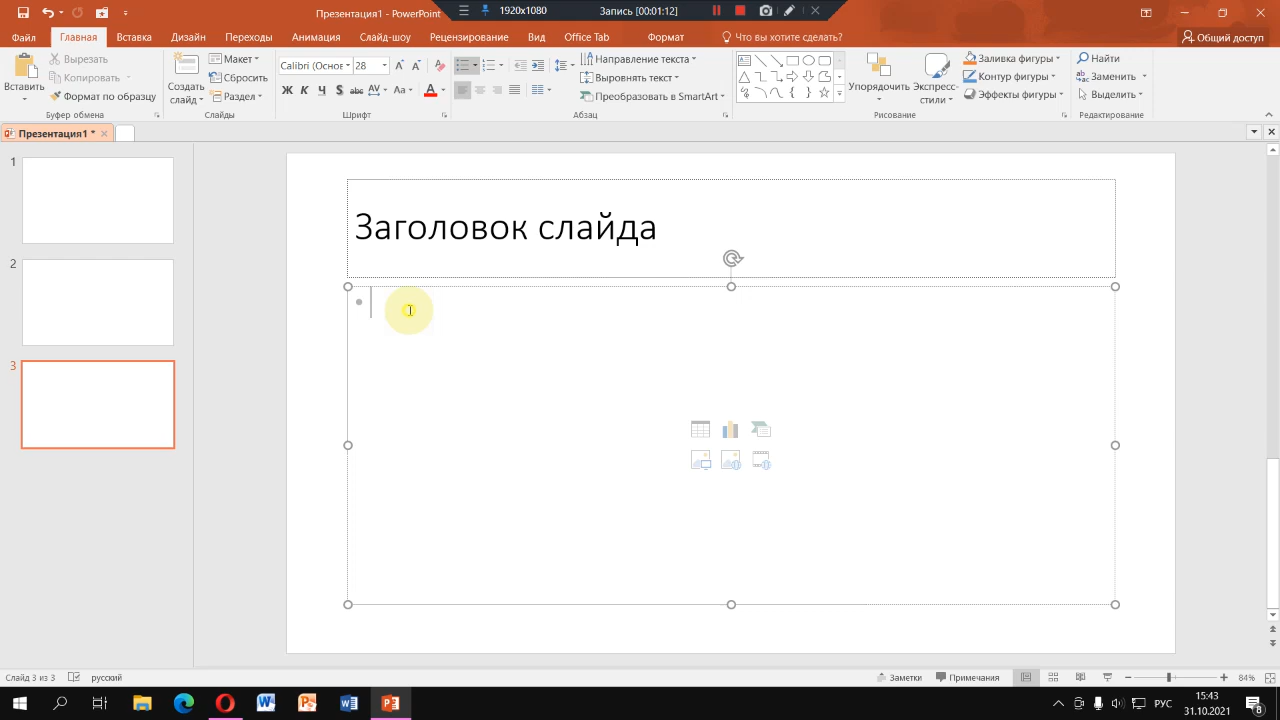 Презентация1 - PowerPoint
1920x1080
Запись [00:01:12]
Файл Главная Вставка Дизайн Переходы Анимация Слайд-шоу Рецензирование Вид Office Tab Формат Что вы хотите сделать? Общий доступ
Вставить
Вырезать
Копировать
Формат по образцу
Буфер обмена
Создать слайд
Макет
Сбросить
Раздел
Слайды
Calibri (Основ 28
Ж К Ч S abc AV Aa A
Шрифт
Направление текста
Выровнять текст
Преобразовать в SmartArt
Абзац
Упорядочить
Экспресс-стили
Заливка фигуры
Контур фигуры
Эффекты фигуры
Рисование
Найти
Заменить
Выделить
Редактирование
Презентация1 *
1
2
3
Заголовок слайда
Слайд 3 из 3 русский Заметки Примечания 84%
РУС
15:43
31.10.2021
8